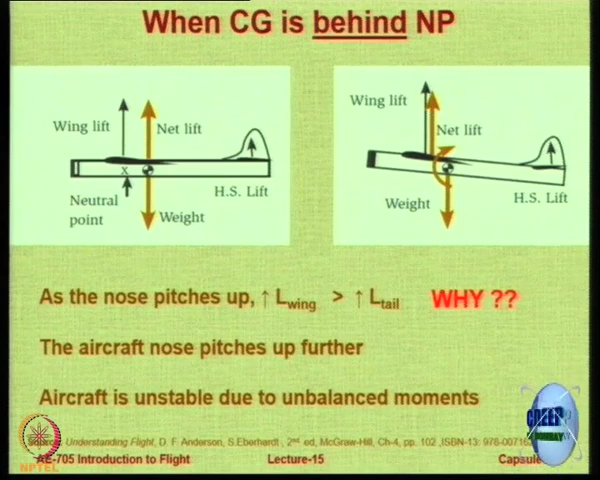 When CG is behind NP
Wing lift
Net lift
x
Neutral
point
Weight
H.S. Lift
Wing lift
Net lift
Weight
H.S. Lift
As the nose pitches up, ↑ Lwing > ↑ Ltail WHY ??
The aircraft nose pitches up further
Aircraft is unstable due to unbalanced moments
Understanding Flight, D. F. Anderson, S.Eberhardt , 2nd ed, McGraw-Hill, Ch-4, pp. 102 ,ISBN-13:
AE-705 Introduction to Flight Lecture-15
NPTEL
BOMBAY